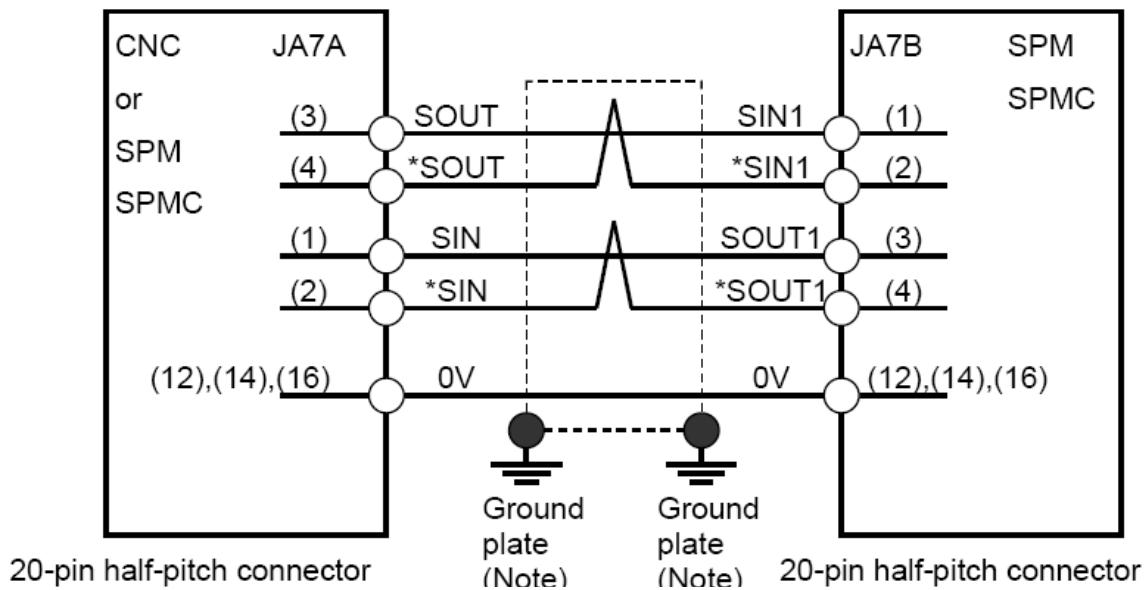 CNC JA7A
or
SPM
SPMC
JA7B SPM
SPMC
(3) SOUT SIN1 (1)
(4) *SOUT *SIN1 (2)
(1) SIN SOUT1 (3)
(2) *SIN *SOUT1 (4)
(12),(14),(16) 0V 0V (12),(14),(16)
Ground
plate
(Note)
Ground
plate
(Note)
20-pin half-pitch connector
20-pin half-pitch connector